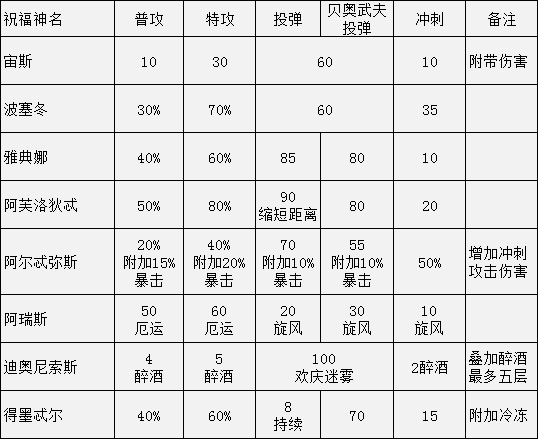 祝福神名 普攻 特攻 投弹 贝奥武夫投弹 冲刺 备注
宙斯 10 30 60 10 附带伤害
波塞冬 30% 70% 60 35
雅典娜 40% 60% 85 80 10
阿芙洛狄忒 50% 80% 90 缩短距离 80 20
阿尔忒弥斯 20% 附加15%暴击 40% 附加20%暴击 70 附加10%暴击 55 附加10%暴击 50% 增加冲刺攻击伤害
阿瑞斯 50 厄运 60 厄运 20 旋风 30 旋风 10 旋风
迪奥尼索斯 4 醉酒 5 醉酒 100 欢庆迷雾 2醉酒 叠加醉酒最多五层
得墨忒尔 40% 60% 8 持续 70 15 附加冷冻